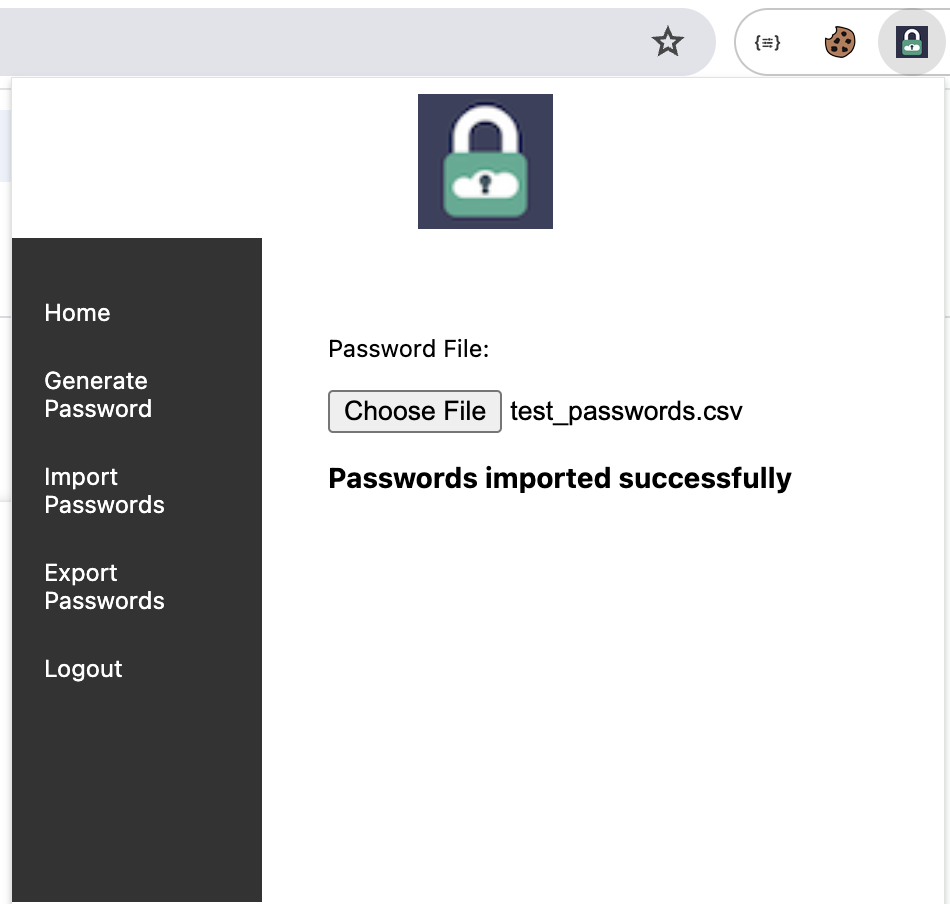 Home
Generate
Password
Import
Passwords
Export
Passwords
Logout
Password File:
Choose File test_passwords.csv
Passwords imported successfully